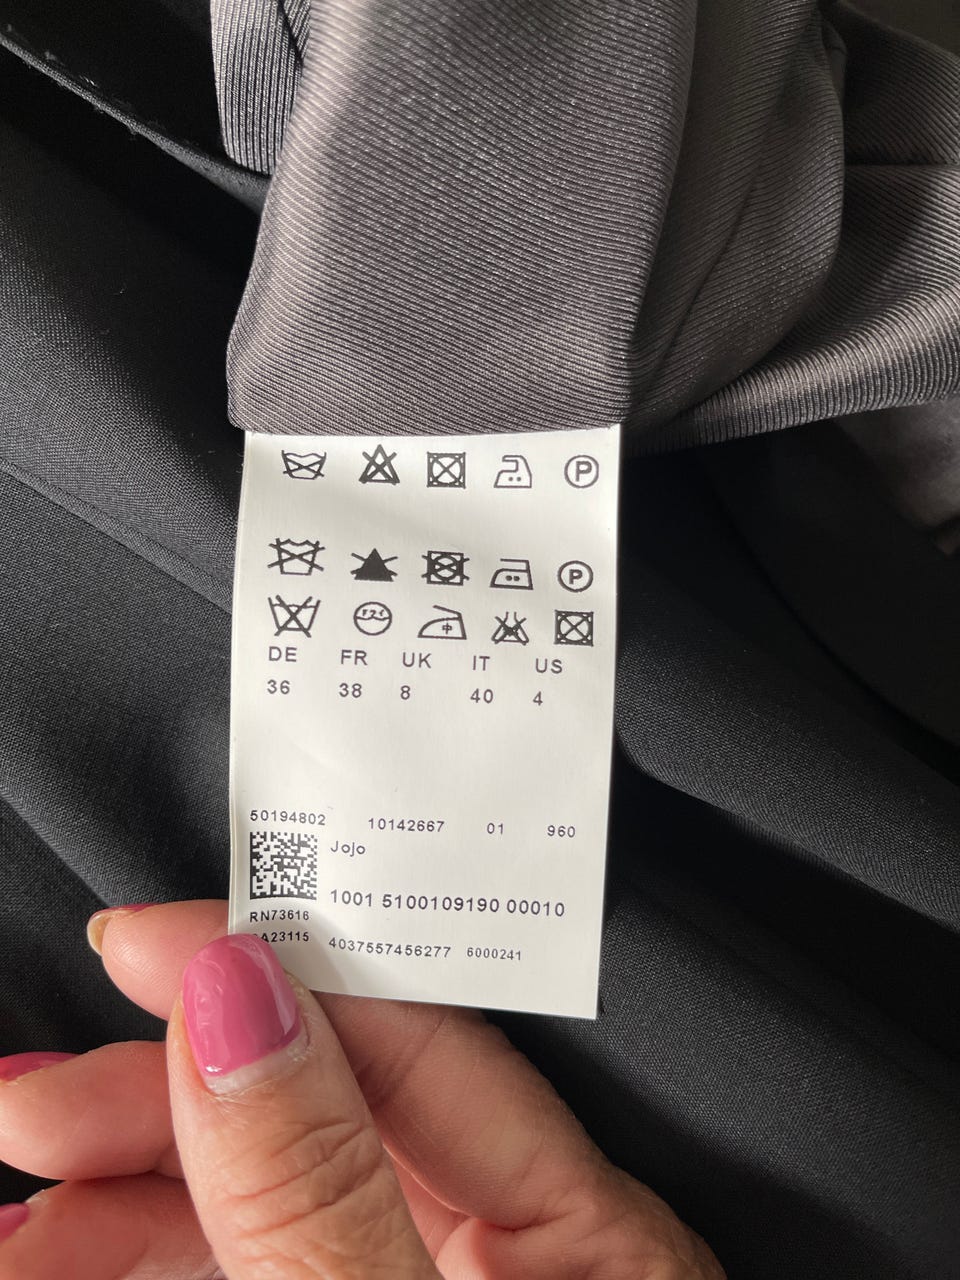 P
P
DE FR UK IT US
36 38 8 40 4
50194802 10142667 01 960
Jojo
1001 5100109190 00010
RN73616
A23115 4037557456277 6000241